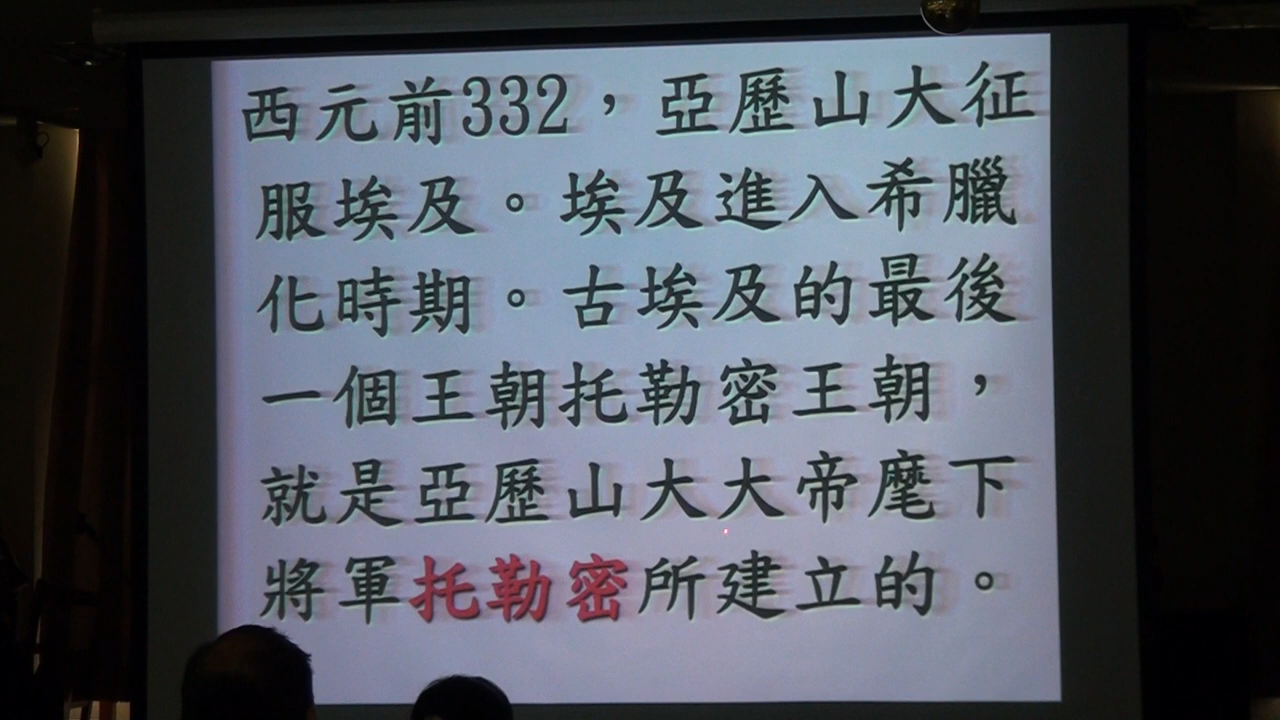 西元前332，亞歷山大征
服埃及。埃及進入希臘
化時期。古埃及的最後
一個王朝托勒密王朝，
就是亞歷山大大帝麾下
將軍托勒密所建立的。